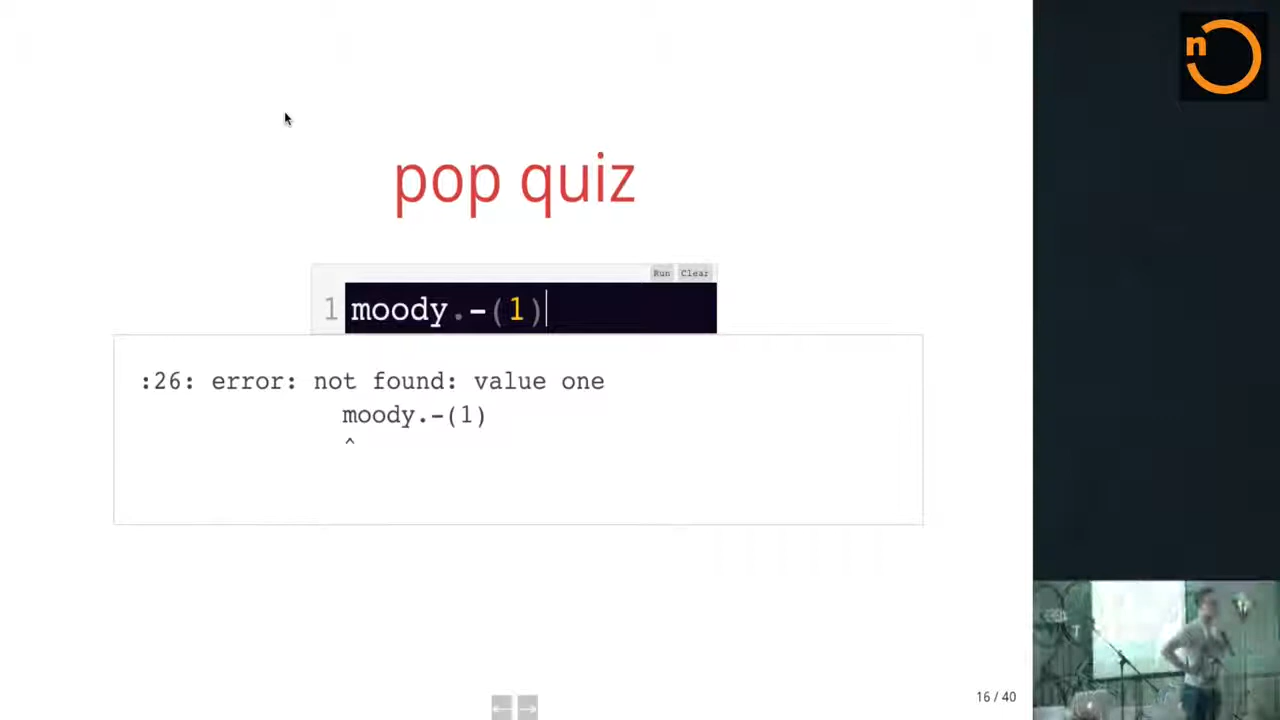 n
pop quiz
Run Clear
1 moody.-(1)
:26: error: not found: value one
moody.-(1)
^
16 / 40